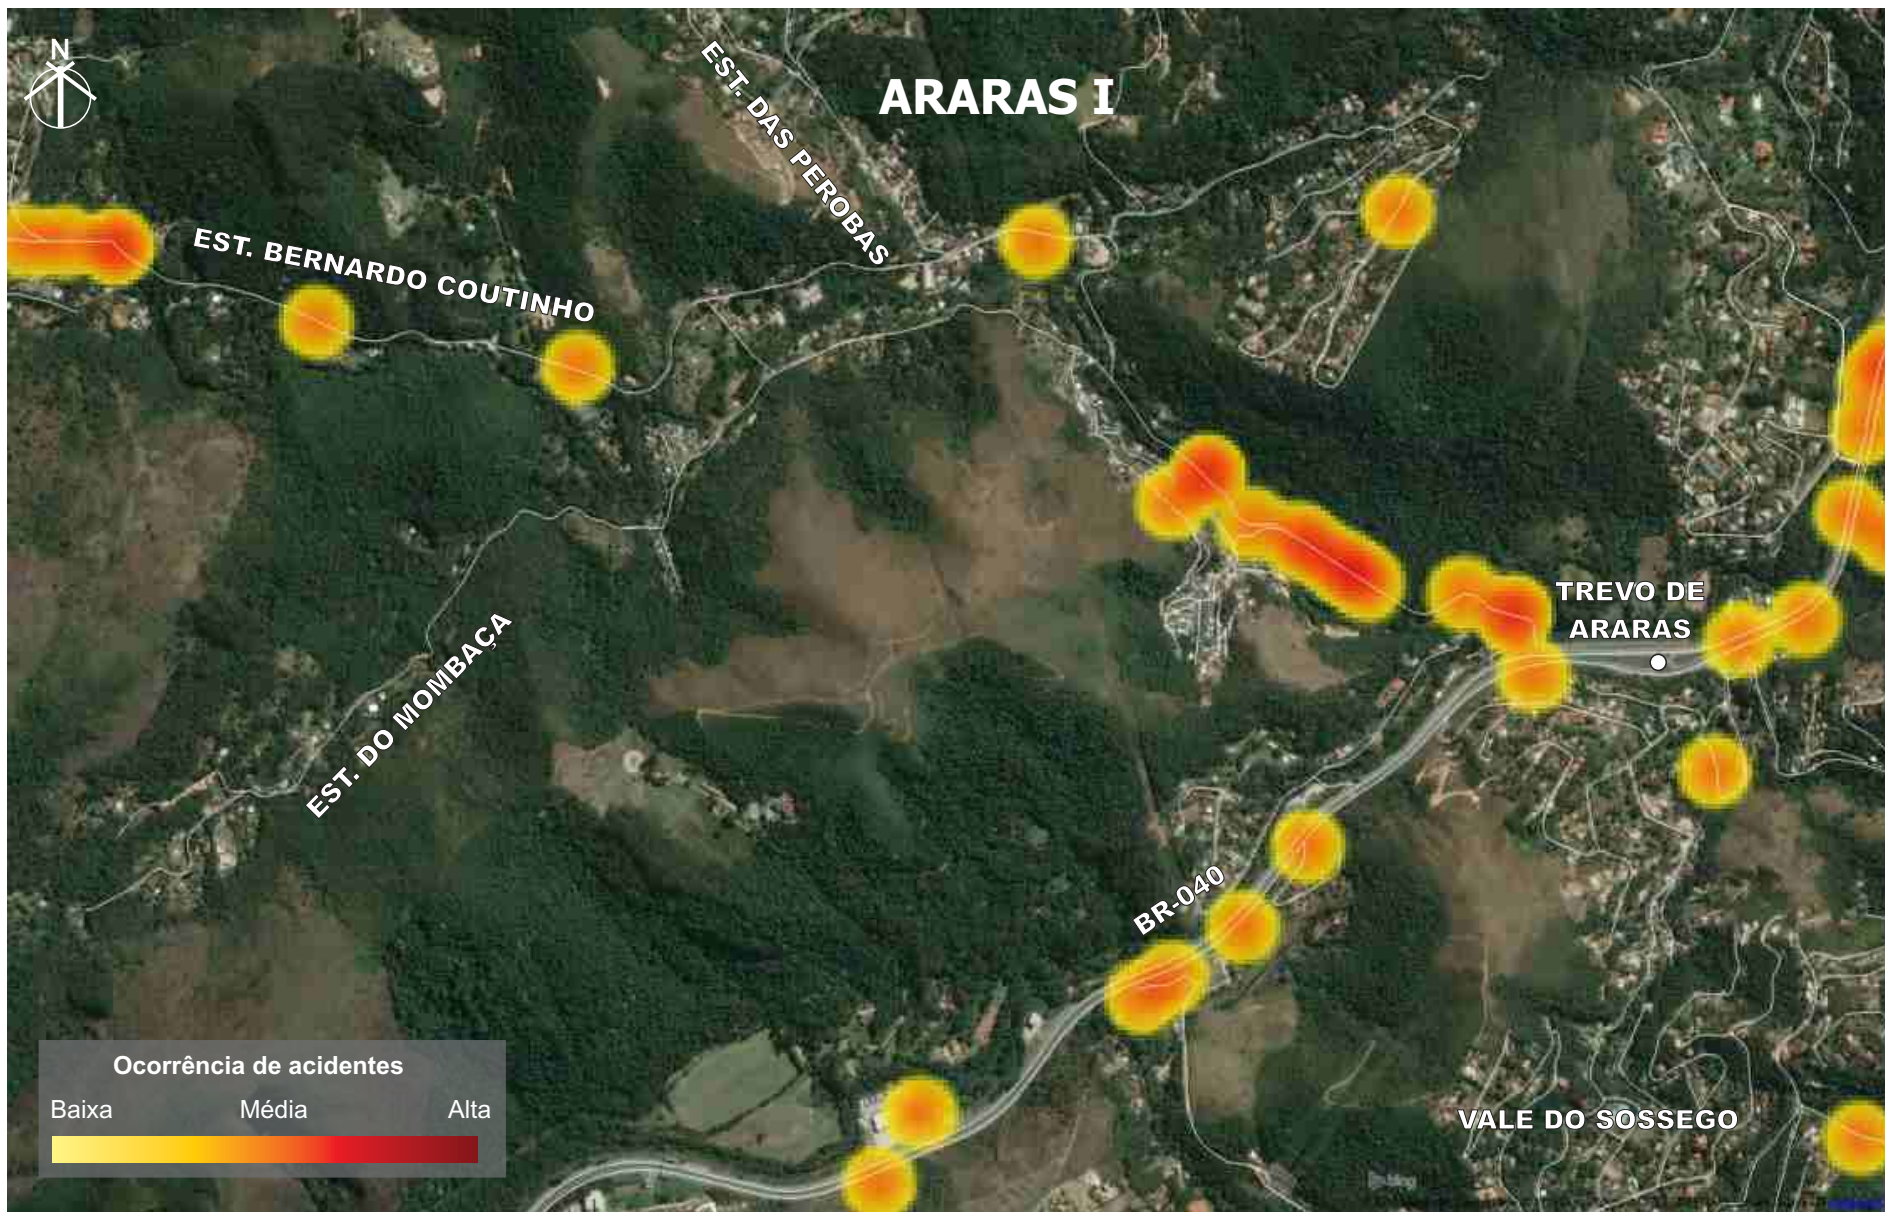 N
ARARAS I
EST. DAS PEROBAS
EST. BERNARDO COUTINHO
TREVO DE
ARARAS
EST. DO MOMBAÇA
BR-040
VALE DO SOSSEGO
Ocorrência de acidentes
Baixa Média Alta